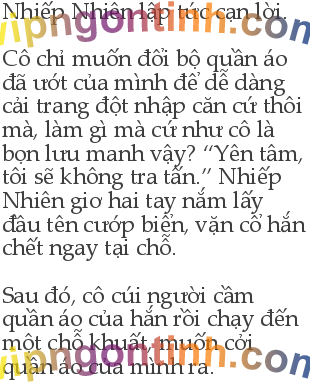 Nhiếp Nhiên lập tức cạn lời.
Cô chỉ muốn đổi bộ quần áo
đã ướt của mình để dễ dàng
cải trang đột nhập căn cứ thôi
mà, làm gì mà cứ như cô là
bọn lưu manh vậy? “Yên tâm,
tôi sẽ không tra tấn.” Nhiếp
Nhiên giơ hai tay nắm lấy
đầu tên cướp biển, vặn cổ hắn
chết ngay tại chỗ.
Sau đó, cô cúi người cầm
quần áo của hắn rồi chạy đến
một chỗ khuất, muốn cởi
quần áo của mình ra.
vipngontinh.com
vipngontinh.com